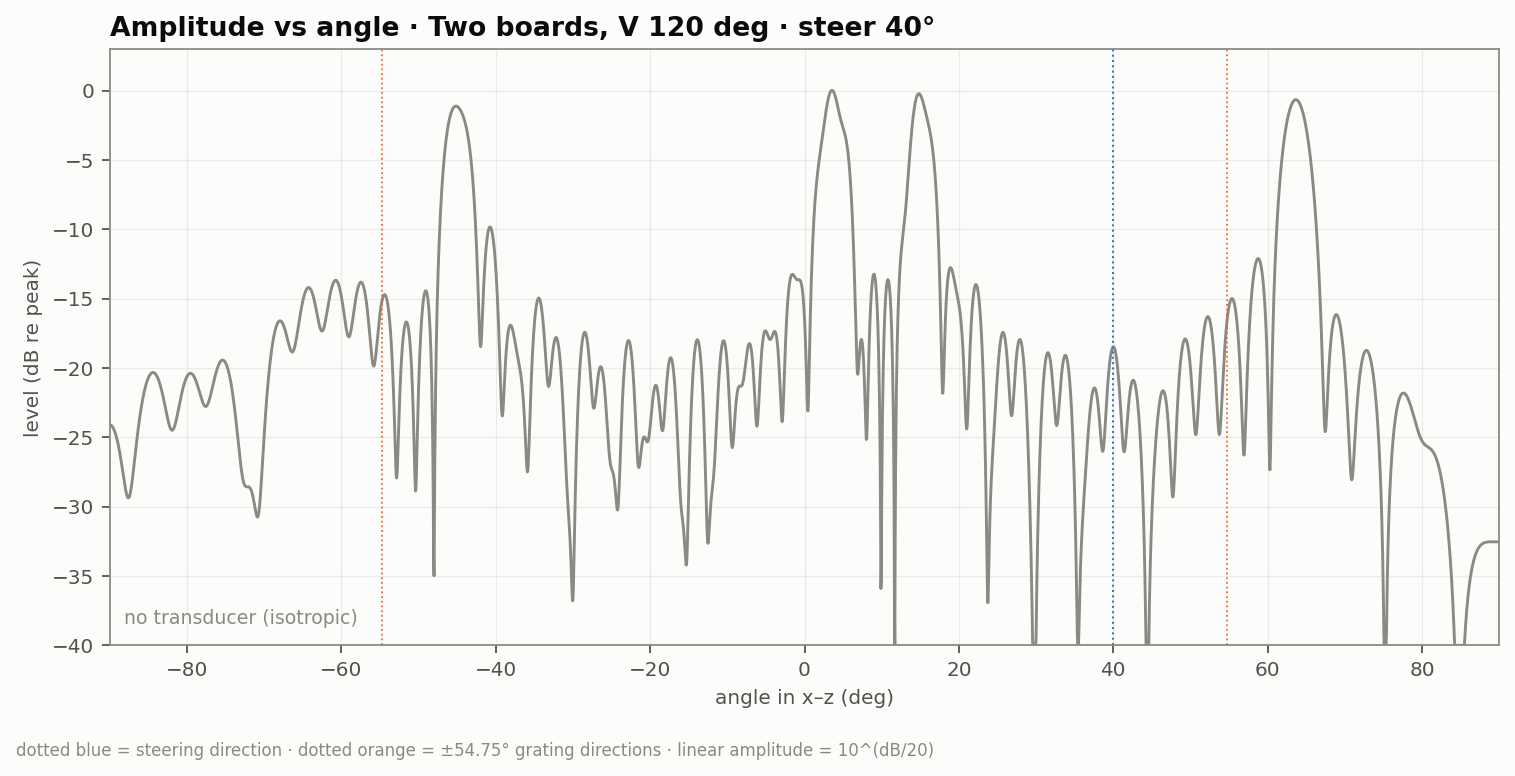 Amplitude vs angle · Two boards, V 120 deg · steer 40°
level (dB re peak)
0
−5
−10
−15
−20
−25
−30
−35
−40
no transducer (isotropic)
−80 −60 −40 −20 0 20 40 60 80
angle in x–z (deg)
dotted blue = steering direction · dotted orange = ±54.75° grating directions · linear amplitude = 10^(dB/20)